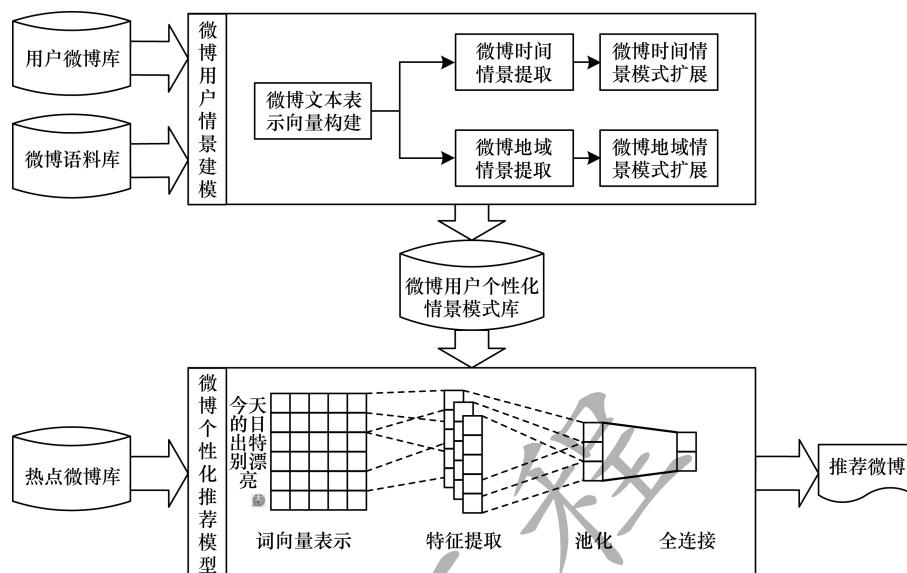 用户微博库
微博语料库
微博用户情景建模
微博文本表
示向量构建
微博时间
情景提取
微博时间情
景模式扩展
微博地域
情景提取
微博地域情
景模式扩展
微博用户个性化
情景模式库
热点微博库
微博个性化推荐模型
今天的日出特别漂亮
词向量表示
特征提取
池化
全连接
推荐微博
程